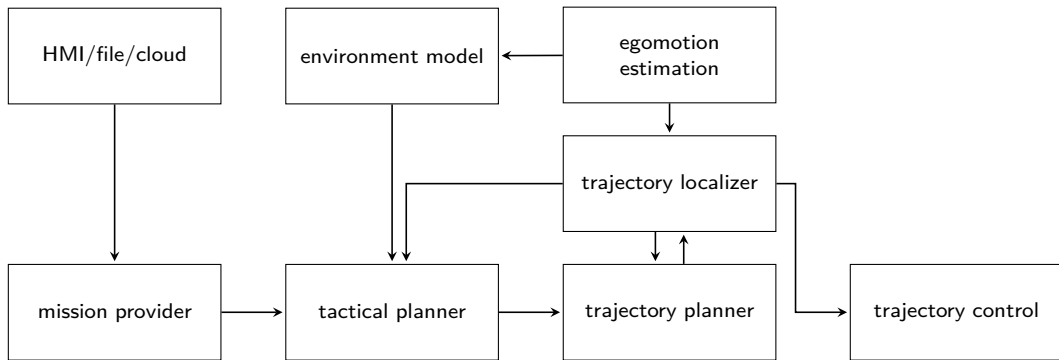 HMI/file/cloud
environment model
egomotion
estimation
trajectory localizer
mission provider
tactical planner
trajectory planner
trajectory control